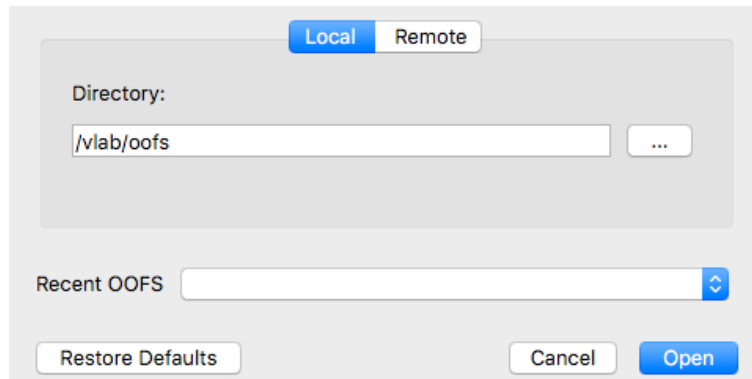 Local Remote
Directory:
/vlab/oofs ...
Recent OOFS
Restore Defaults Cancel Open